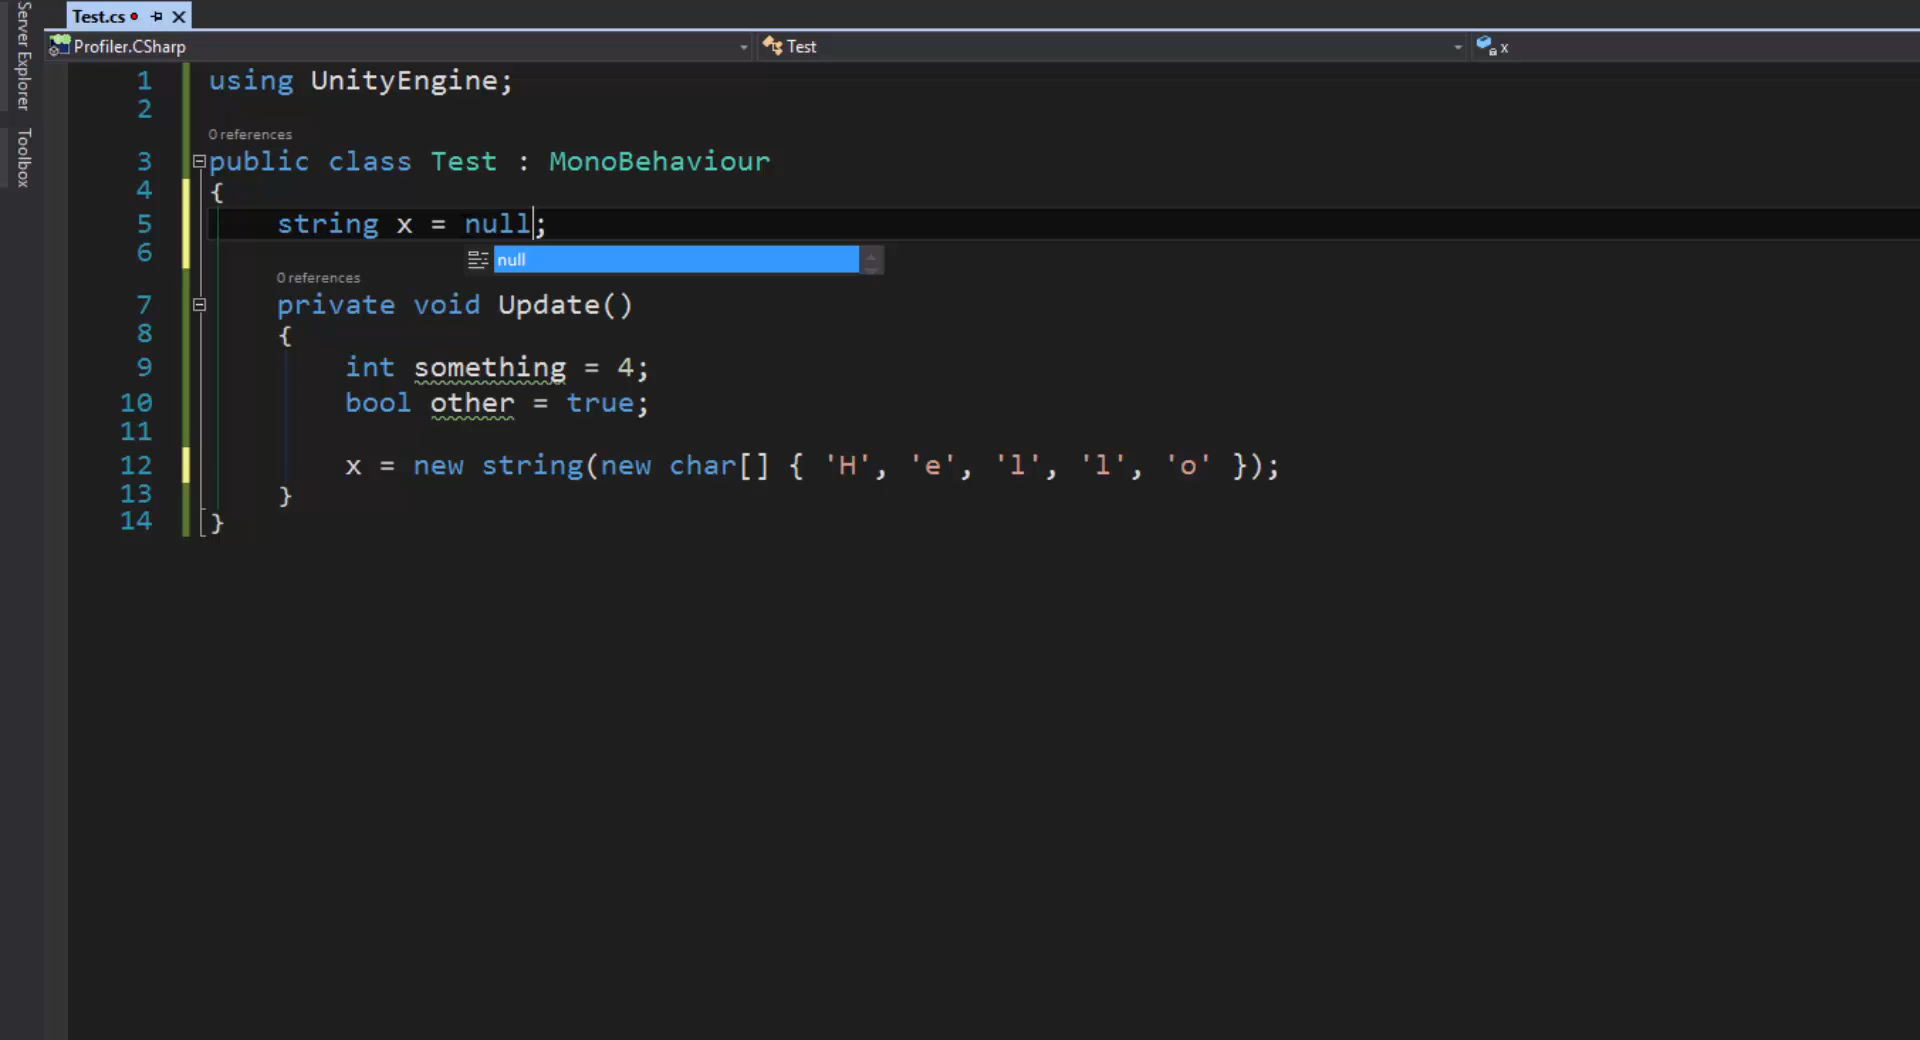 Server Explorer
Toolbox
Test.cs
Profiler.CSharp
Test
x
1 using UnityEngine;
2
0 references
3 public class Test : MonoBehaviour
4 {
5 string x = null;
null
6
0 references
7 private void Update()
8 {
9 int something = 4;
10 bool other = true;
11
12 x = new string(new char[] { 'H', 'e', 'l', 'l', 'o' });
13 }
14 }